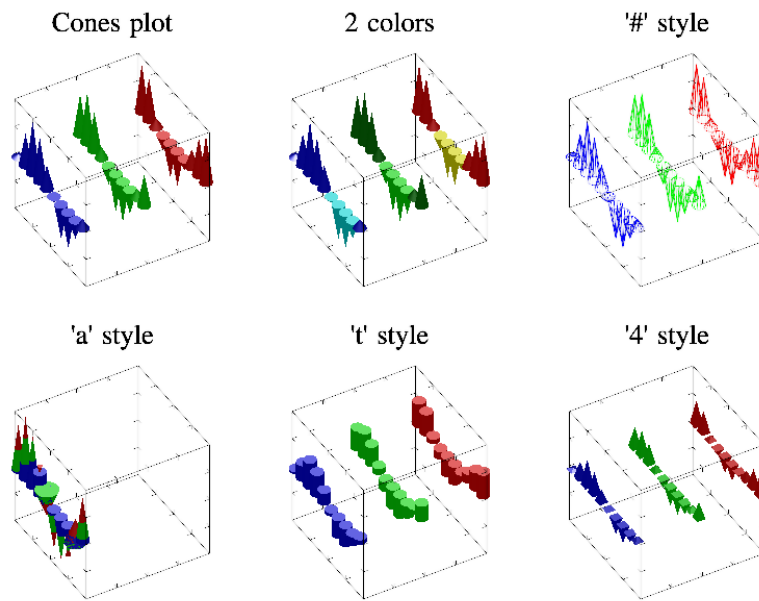 Cones plot
2 colors
'#' style
'a' style
't' style
'4' style